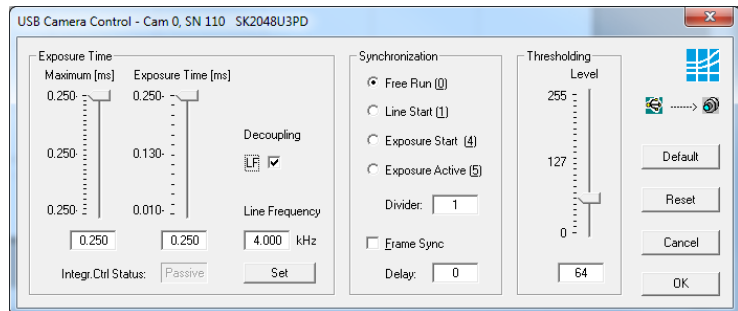 USB Camera Control - Cam 0, SN 110 SK2048U3PD
Exposure Time
Maximum [ms] Exposure Time [ms]
0.250 0.250
0.250 0.130
0.250 0.010
0.250 0.250
Decoupling
LF
Line Frequency
4.000 kHz
Integr.Ctrl Status: Passive Set
Synchronization
Free Run (0)
Line Start (1)
Exposure Start (4)
Exposure Active (5)
Divider: 1
Frame Sync
Delay: 0
Thresholding
Level
255
127
0
64
Default
Reset
Cancel
OK